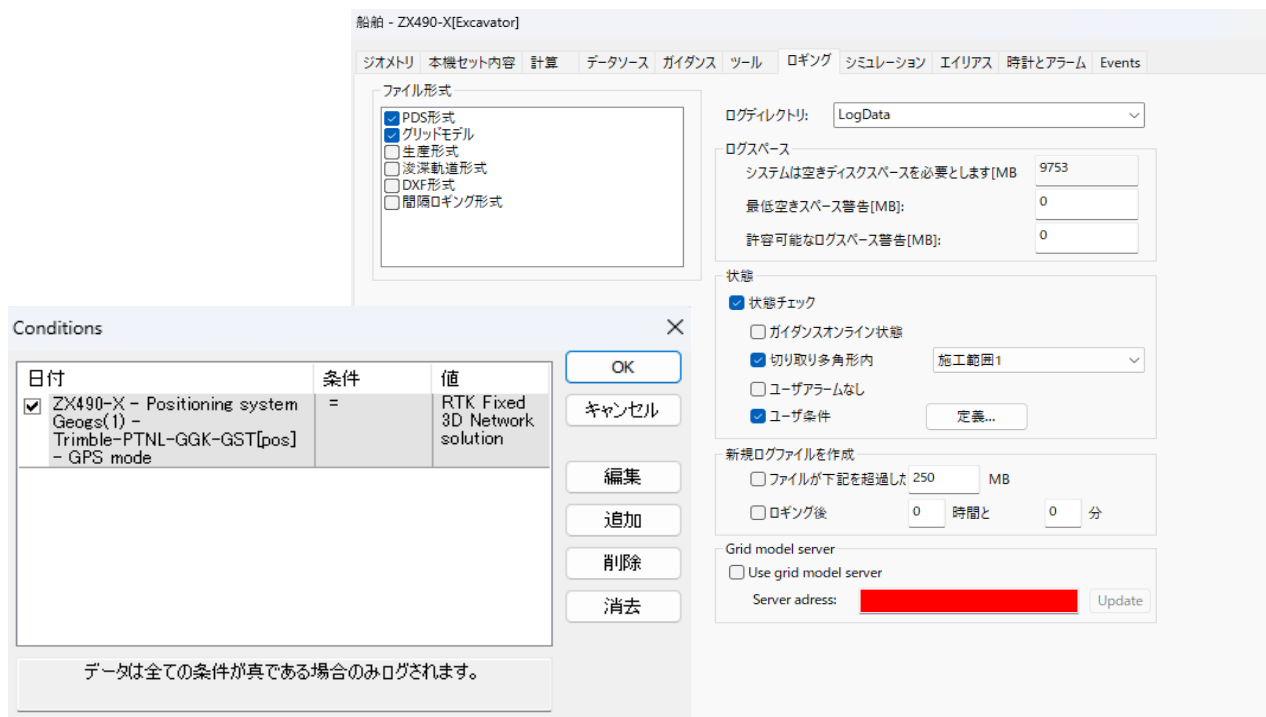 船舶 - ZX490-X[Excavator]
ジオメトリ 本機セット内容 計算 データソース ガイダンス ツール ロギング シミュレーション エイリアス 時計とアラーム Events
ファイル形式
PDS形式
グリッドモデル
生産形式
浚渫軌道形式
DXF形式
間隔ロギング形式
ログディレクトリ: LogData
ログスペース
システムは空きディスクスペースを必要とします[MB 9753
最低空きスペース警告[MB]: 0
許容可能なログスペース警告[MB]: 0
状態
状態チェック
ガイダンスオンライン状態
切り取り多角形内 施工範囲1
ユーザアラームなし
ユーザ条件 定義...
新規ログファイルを作成
ファイルが下記を超過した 250 MB
ロギング後 0 時間と 0 分
Grid model server
Use grid model server
Server adress: Update
Conditions
日付 条件 値
ZX490-X - Positioning system = RTK Fixed
Geogs(1) - 3D Network
Trimble-PTNL-GGK-GST[pos] solution
- GPS mode
OK
キャンセル
編集
追加
削除
消去
データは全ての条件が真である場合のみログされます。